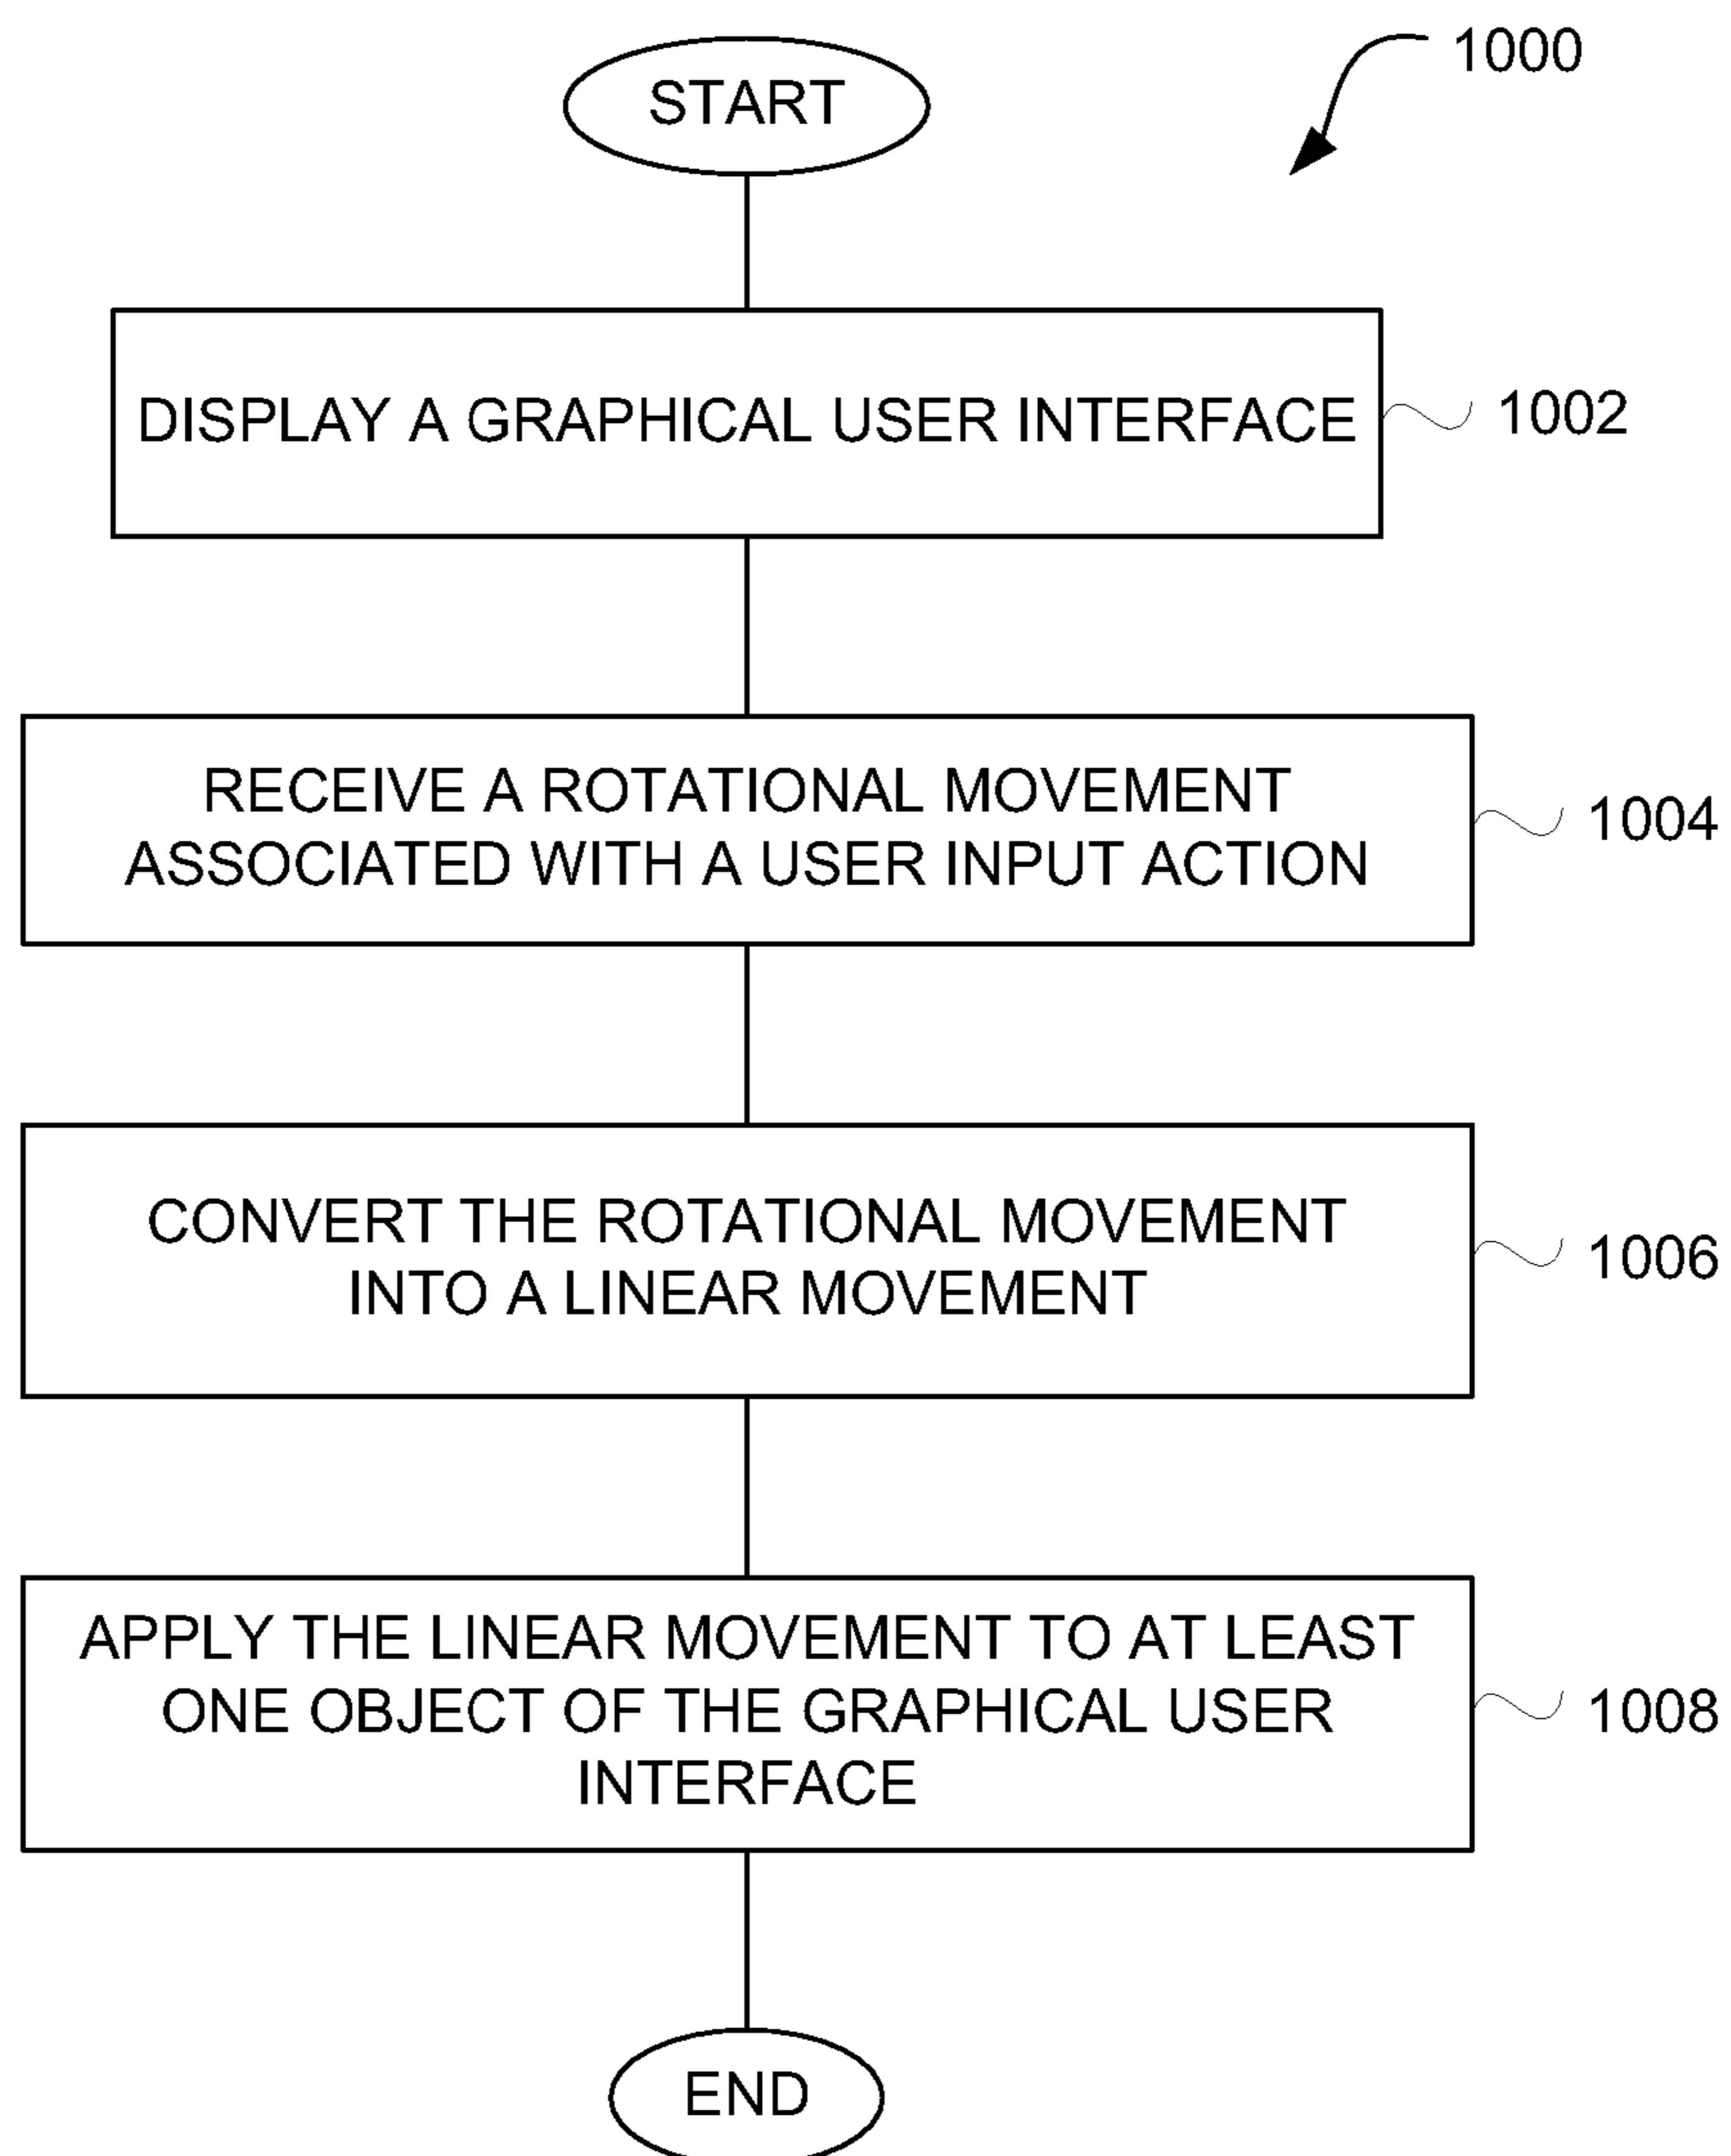 1000
START
DISPLAY A GRAPHICAL USER INTERFACE
1002
RECEIVE A ROTATIONAL MOVEMENT
ASSOCIATED WITH A USER INPUT ACTION
1004
CONVERT THE ROTATIONAL MOVEMENT
INTO A LINEAR MOVEMENT
1006
APPLY THE LINEAR MOVEMENT TO AT LEAST
ONE OBJECT OF THE GRAPHICAL USER
INTERFACE
1008
END